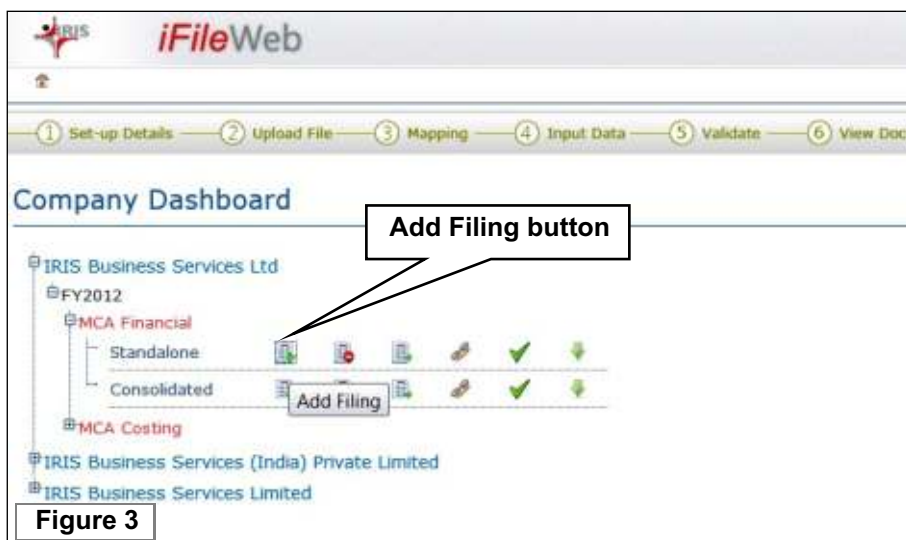 IRIS iFileWeb
1 Set-up Details 2 Upload File 3 Mapping 4 Input Data 5 Validate 6 View Doc
Company Dashboard
Add Filing button
IRIS Business Services Ltd
FY2012
MCA Financial
Standalone
Consolidated
Add Filing
MCA Costing
IRIS Business Services (India) Private Limited
IRIS Business Services Limited
Figure 3